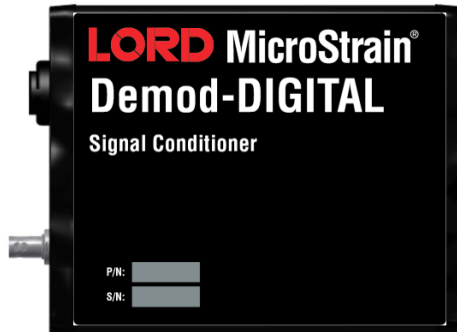 LORD MicroStrain®
Demod-DIGITAL
Signal Conditioner
P/N:
S/N: